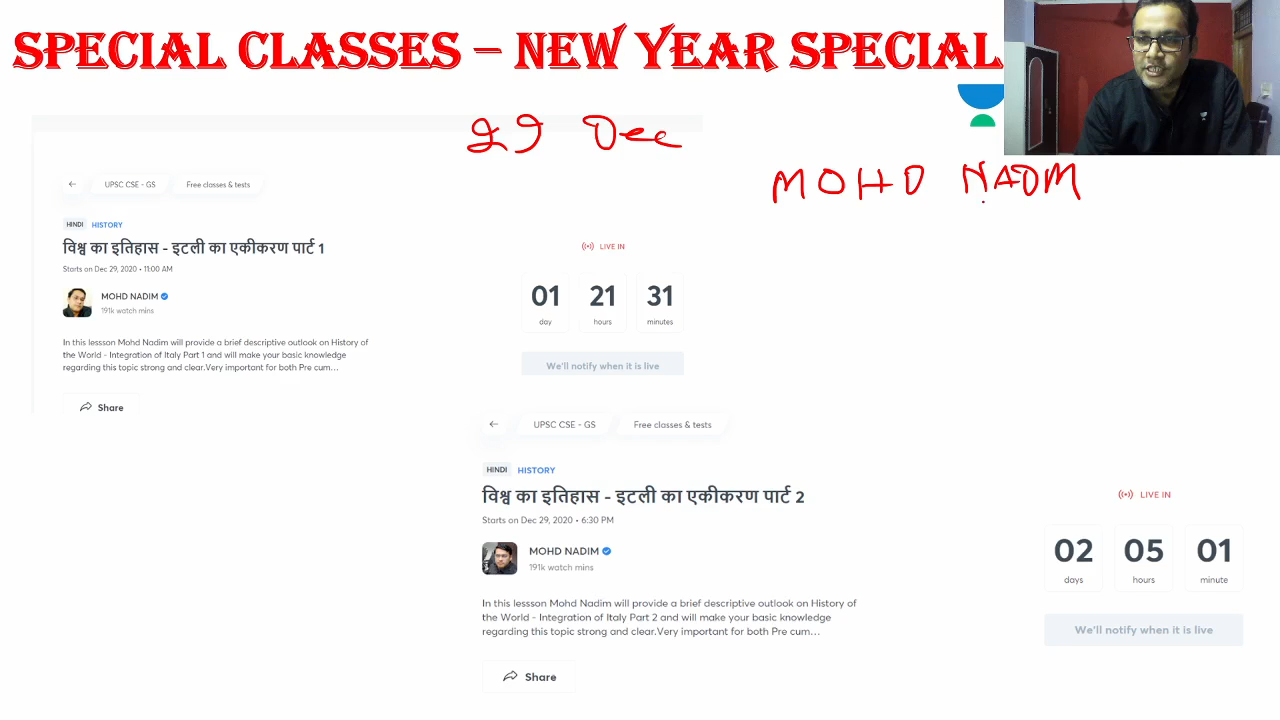 SPECIAL CLASSES – NEW YEAR SPECIAL
29 Dec
MOHD NADM
UPSC CSE - GS
Free classes & tests
HINDI HISTORY
विश्व का इतिहास - इटली का एकीकरण पार्ट 1
Starts on Dec 29, 2020 • 11:00 AM
MOHD NADIM
191k watch mins
In this lessson Mohd Nadim will provide a brief descriptive outlook on History of
the World - Integration of Italy Part 1 and will make your basic knowledge
regarding this topic strong and clear.Very important for both Pre cum...
Share
LIVE IN
01 21 31
day hours minutes
We'll notify when it is live
UPSC CSE - GS
Free classes & tests
HINDI HISTORY
विश्व का इतिहास - इटली का एकीकरण पार्ट 2
Starts on Dec 29, 2020 • 6:30 PM
MOHD NADIM
191k watch mins
In this lessson Mohd Nadim will provide a brief descriptive outlook on History of
the World - Integration of Italy Part 2 and will make your basic knowledge
regarding this topic strong and clear.Very important for both Pre cum...
Share
LIVE IN
02 05 01
days hours minute
We'll notify when it is live